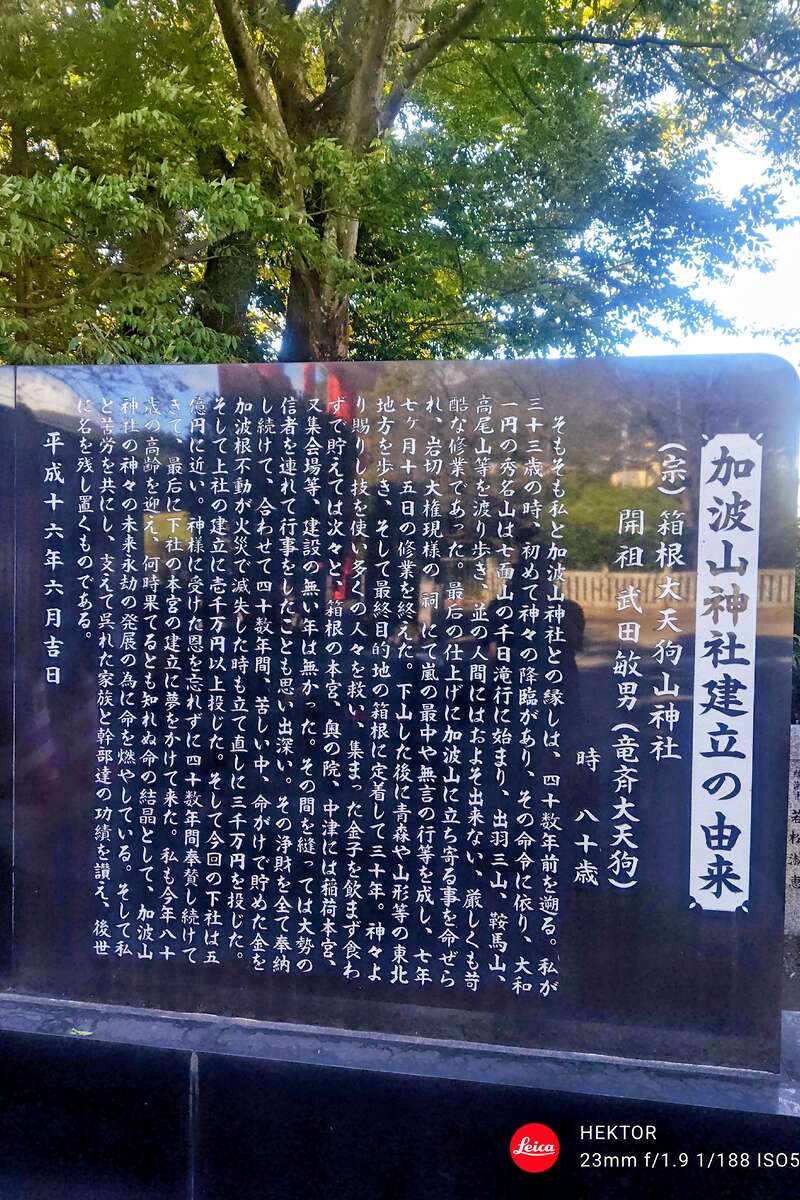 加波山神社建立の由来
(宗) 箱根大天狗山神社
開祖 武田敏男(竜斉大天狗)
時 八十歳
そもそも私と加波山神社との縁しは、四十数年前を遡る。私が
三十三歳の時、初めて神々の降臨があり、その命令に依り、大和
一円の秀名山は七面山の千日滝行に始まり、出羽三山、鞍馬山、
高尾山等を渡り歩き、並の人間にはおよそ出来ない、厳しくも苛
酷な修業であった。最后の仕上げに加波山に立ち寄る事を命ぜら
れ、岩切大権現様の祠にて嵐の最中や無言の行等を成し、七年
七ヶ月十五日の修業を終えた。下山した後に青森や山形等の東北
地方を歩き、そして最終目的地の箱根に定着して三十年。神々よ
り賜りし技を使い多くの人々を救い、集まった金子を飲まず食わ
ずで貯えては次々と、箱根の本宮、奥の院、中津には稲荷本宮、
又集会場等、建設の無い年は無かった。その間を縫っては大勢の
信者を連れて行事をしたことも思い出深い。その浄財を全て奉納
し続けて、合わせて四十数年間、苦しい中、命がけで貯めた金を
加波根不動が火災で滅失した時も立て直しに三千万円を投じた。
そして上社の建立に壱千万円以上投じた。そして今回の下社は五
億円に近い。神様に受けた恩を忘れずに四十数年間奉賛し続けて
きて、最后に下社の本宮の建立に夢をかけて来た。私も今年八十
歳の高齢を迎え、何時果てるとも知れぬ命の結晶として、加波山
神社の神々の未来永劫の発展の為に命を燃やしている。そして私
と苦労を共にし、支えて呉れた家族と幹部達の功績を讃え、後世
に名を残し置くものである。
平成十六年六月吉日
Leica
HEKTOR
23mm f/1.9 1/188 ISO5